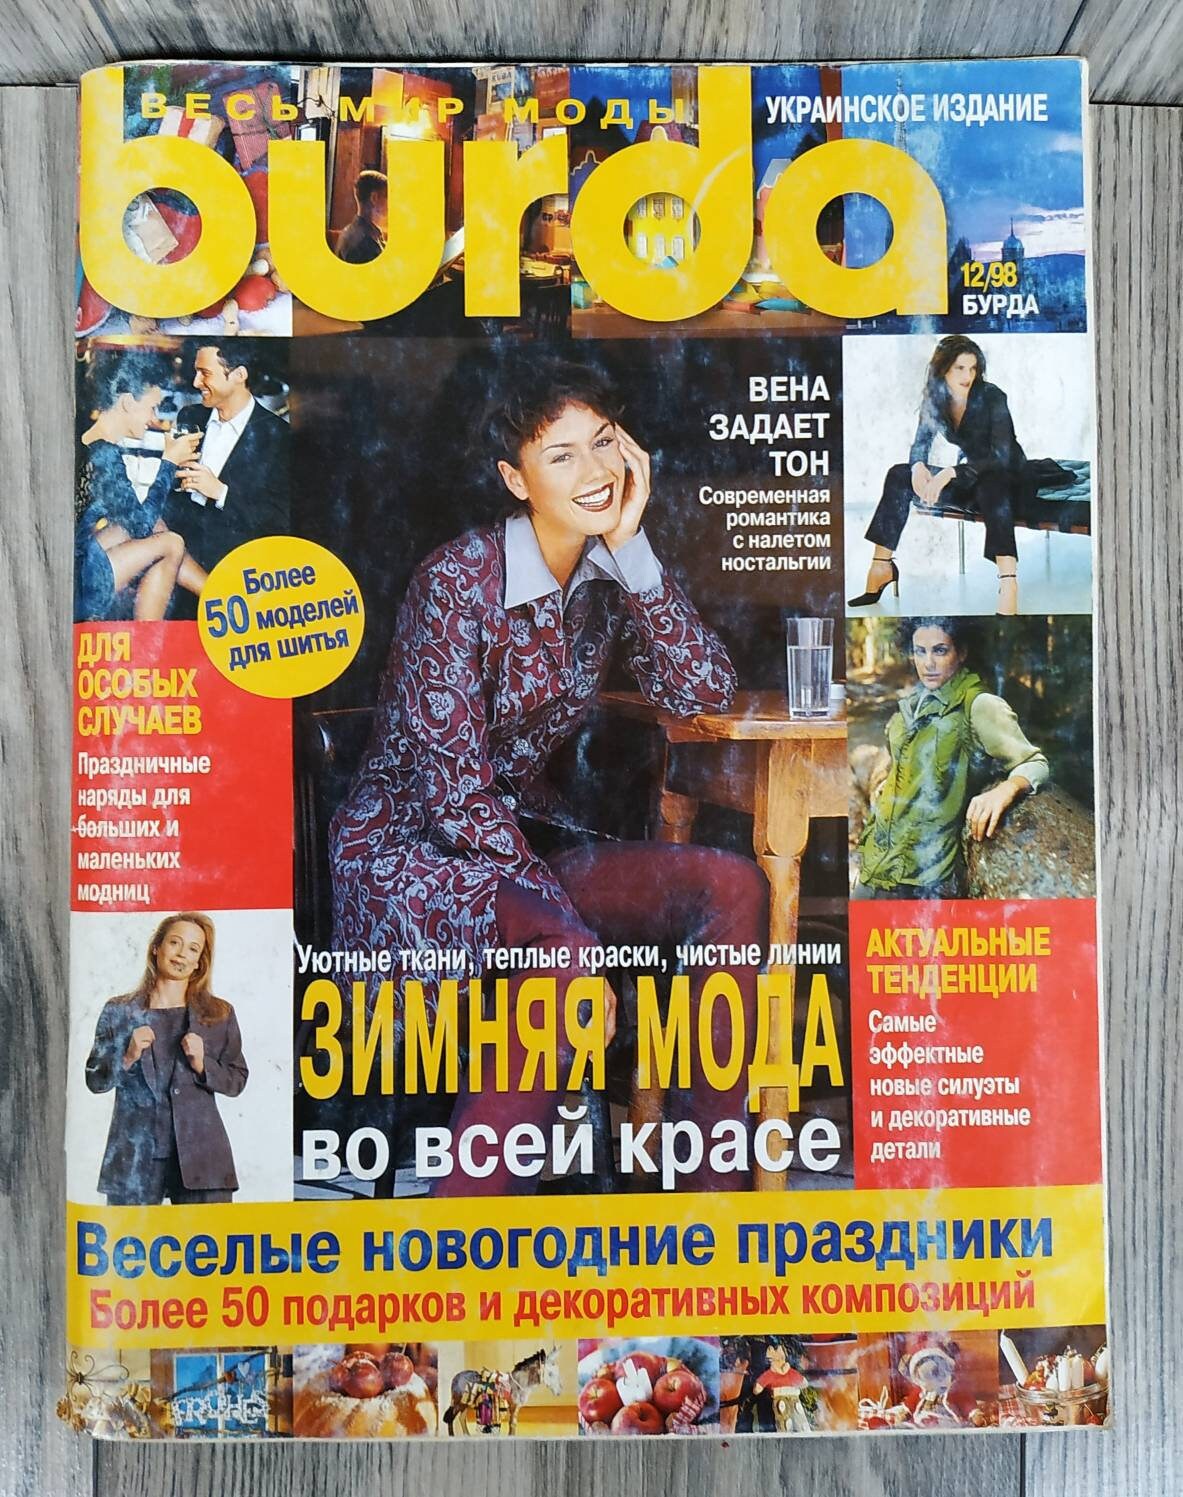 ВЕСЬ МИР МОДЫ
burda
УКРАИНСКОЕ ИЗДАНИЕ
12/98
БУРДА
ВЕНА
ЗАДАЕТ
ТОН
Современная
романтика
с налетом
ностальгии
Более
50 моделей
для шитья
ДЛЯ
ОСОБЫХ
СЛУЧАЕВ
Праздничные
наряды для
больших и
маленьких
модниц
Уютные ткани, теплые краски, чистые линии
ЗИМНЯЯ МОДА
во всей красе
АКТУАЛЬНЫЕ
ТЕНДЕНЦИИ
Самые
эффектные
новые силуэты
и декоративные
детали
Веселые новогодние праздники
Более 50 подарков и декоративных композиций